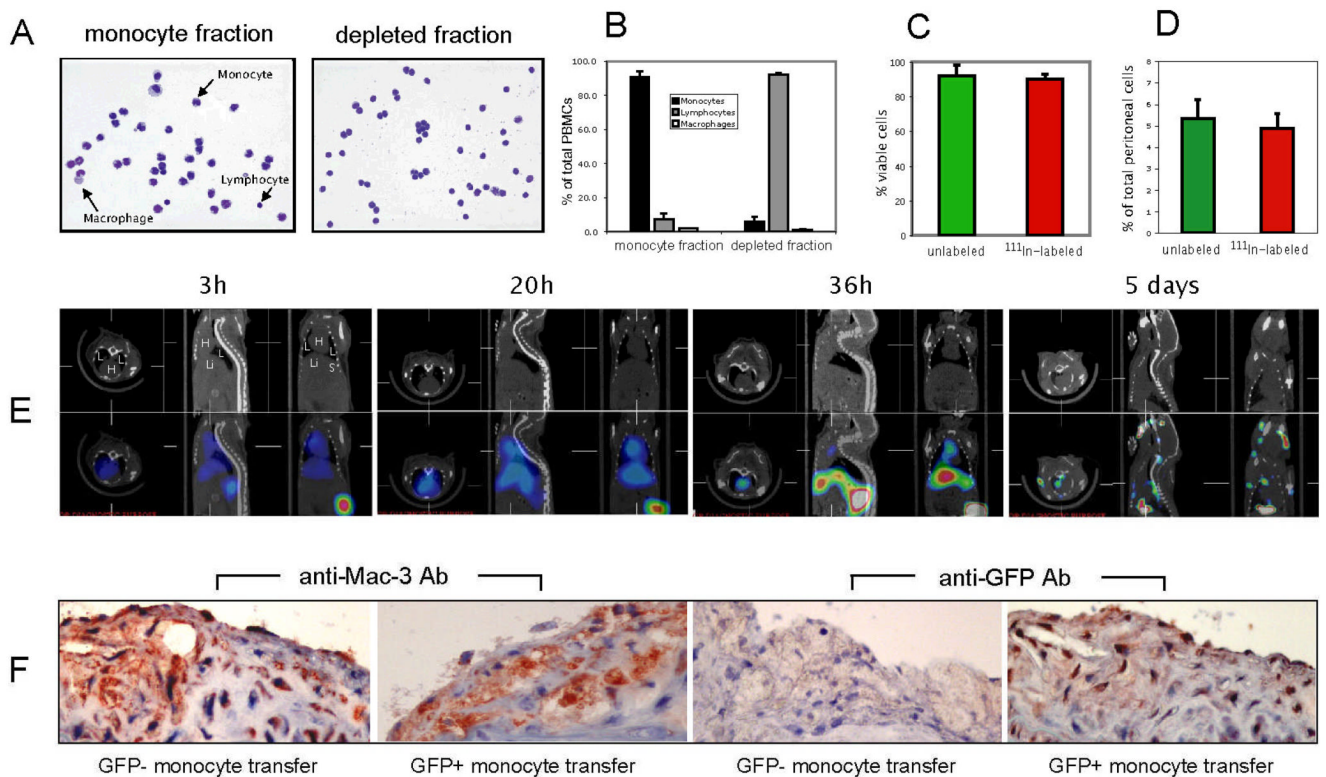 A
monocyte fraction
depleted fraction
Monocyte
Lymphocyte
Macrophage
B
% of total PBMCs
100.0
80.0
60.0
40.0
20.0
0.0
Monocytes
Lymphocytes
Macrophages
monocyte fraction
depleted fraction
C
% viable cells
100
80
60
40
20
0
unlabeled
111In-labeled
D
% of total peritoneal cells
8
7
6
5
4
3
2
1
0
unlabeled
111In-labeled
E
3h
20h
36h
5 days
L L
H
H
L
Li
L H L
Li S
F
anti-Mac-3 Ab
anti-GFP Ab
GFP- monocyte transfer
GFP+ monocyte transfer
GFP- monocyte transfer
GFP+ monocyte transfer